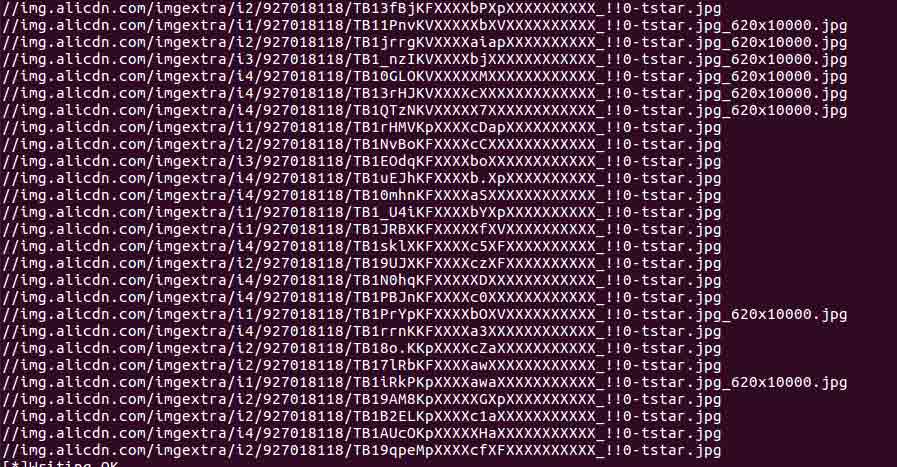 //img.alicdn.com/imgextra/i2/927018118/TB13fBjKFXXXXbPXpXXXXXXXXXX_!!0-tstar.jpg
//img.alicdn.com/imgextra/i1/927018118/TB1PnvKVXXXXXbXVXXXXXXXXXXX_!!0-tstar.jpg_620x10000.jpg
//img.alicdn.com/imgextra/i2/927018118/TB1jrrgKVXXXXaiapXXXXXXXXXX_!!0-tstar.jpg_620x10000.jpg
//img.alicdn.com/imgextra/i3/927018118/TB1_nzIKVXXXXbjXXXXXXXXXXXX_!!0-tstar.jpg_620x10000.jpg
//img.alicdn.com/imgextra/i4/927018118/TB10GLOKVXXXXXMXXXXXXXXXXXX_!!0-tstar.jpg_620x10000.jpg
//img.alicdn.com/imgextra/i4/927018118/TB13rHJKVXXXXcXXXXXXXXXXXXX_!!0-tstar.jpg_620x10000.jpg
//img.alicdn.com/imgextra/i4/927018118/TB1QTzNKVXXXXX7XXXXXXXXXXXX_!!0-tstar.jpg_620x10000.jpg
//img.alicdn.com/imgextra/i1/927018118/TB1rHMVKpXXXXcDapXXXXXXXXXX_!!0-tstar.jpg
//img.alicdn.com/imgextra/i2/927018118/TB1NvBoKFXXXXcCXXXXXXXXXXXX_!!0-tstar.jpg
//img.alicdn.com/imgextra/i3/927018118/TB1EOdqKFXXXXboXXXXXXXXXXXX_!!0-tstar.jpg
//img.alicdn.com/imgextra/i4/927018118/TB1uEJhKFXXXXb.XpXXXXXXXXXX_!!0-tstar.jpg
//img.alicdn.com/imgextra/i4/927018118/TB10mhnKFXXXXaSXXXXXXXXXXXX_!!0-tstar.jpg
//img.alicdn.com/imgextra/i1/927018118/TB1_U4iKFXXXXbYXpXXXXXXXXXX_!!0-tstar.jpg
//img.alicdn.com/imgextra/i1/927018118/TB1JRBXKFXXXXXfXVXXXXXXXXXX_!!0-tstar.jpg
//img.alicdn.com/imgextra/i4/927018118/TB1sklXKFXXXXc5XFXXXXXXXXXX_!!0-tstar.jpg
//img.alicdn.com/imgextra/i2/927018118/TB19UJXKFXXXXczXFXXXXXXXXXX_!!0-tstar.jpg
//img.alicdn.com/imgextra/i4/927018118/TB1N0hqKFXXXXXDXXXXXXXXXXXX_!!0-tstar.jpg
//img.alicdn.com/imgextra/i1/927018118/TB1PBJnKFXXXXc0XXXXXXXXXXXX_!!0-tstar.jpg
//img.alicdn.com/imgextra/i1/927018118/TB1PrYpKFXXXXbOXVXXXXXXXXXX_!!0-tstar.jpg_620x10000.jpg
//img.alicdn.com/imgextra/i4/927018118/TB1rrnKKFXXXXa3XXXXXXXXXXXX_!!0-tstar.jpg
//img.alicdn.com/imgextra/i2/927018118/TB18o.KKpXXXXcZaXXXXXXXXXXX_!!0-tstar.jpg
//img.alicdn.com/imgextra/i2/927018118/TB17lRbKFXXXXawXXXXXXXXXXXX_!!0-tstar.jpg
//img.alicdn.com/imgextra/i1/927018118/TB1iRkPKpXXXXawaXXXXXXXXXXX_!!0-tstar.jpg_620x10000.jpg
//img.alicdn.com/imgextra/i2/927018118/TB19AM8KpXXXXXGXpXXXXXXXXXX_!!0-tstar.jpg
//img.alicdn.com/imgextra/i1/927018118/TB1B2ELKpXXXXc1aXXXXXXXXXXX_!!0-tstar.jpg
//img.alicdn.com/imgextra/i4/927018118/TB1AUcOKpXXXXXHaXXXXXXXXXXX_!!0-tstar.jpg
//img.alicdn.com/imgextra/i4/927018118/TB19qpeMpXXXXcfXFXXXXXXXXXX_!!0-tstar.jpg
[*]Writing OK